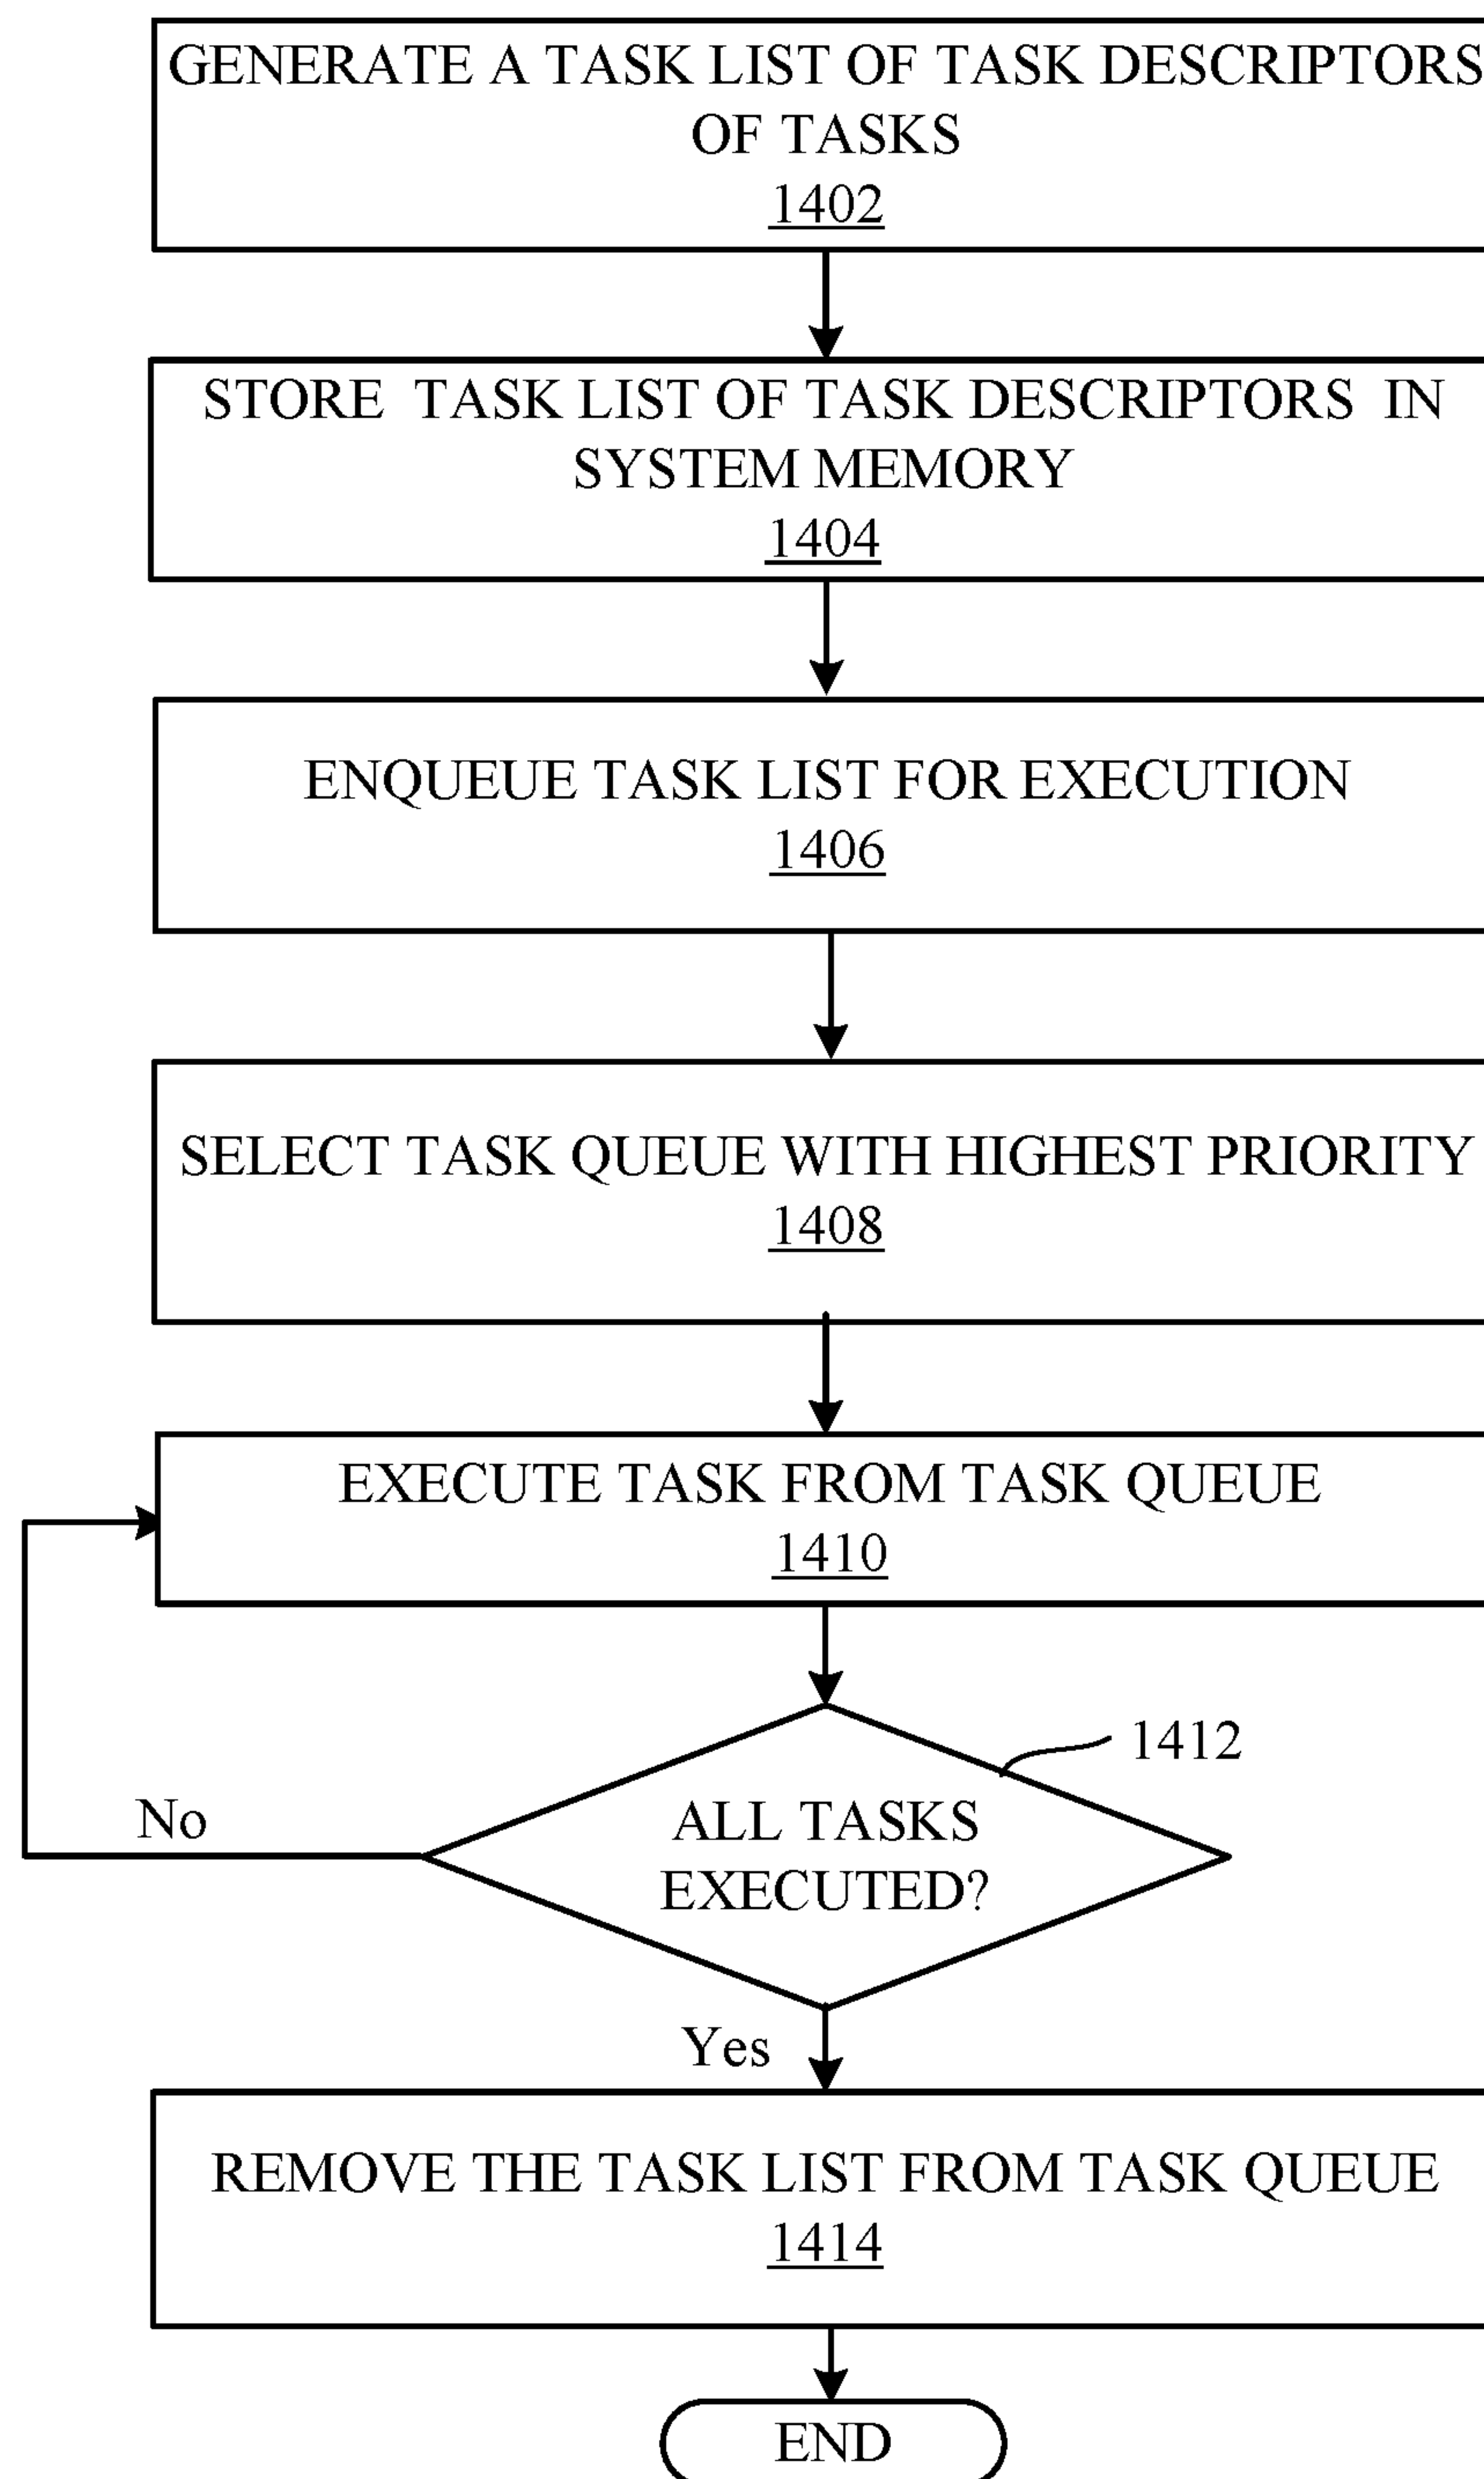 GENERATE A TASK LIST OF TASK DESCRIPTORS
OF TASKS
1402
STORE TASK LIST OF TASK DESCRIPTORS IN
SYSTEM MEMORY
1404
ENQUEUE TASK LIST FOR EXECUTION
1406
SELECT TASK QUEUE WITH HIGHEST PRIORITY
1408
EXECUTE TASK FROM TASK QUEUE
1410
1412
No
ALL TASKS
EXECUTED?
Yes
REMOVE THE TASK LIST FROM TASK QUEUE
1414
END